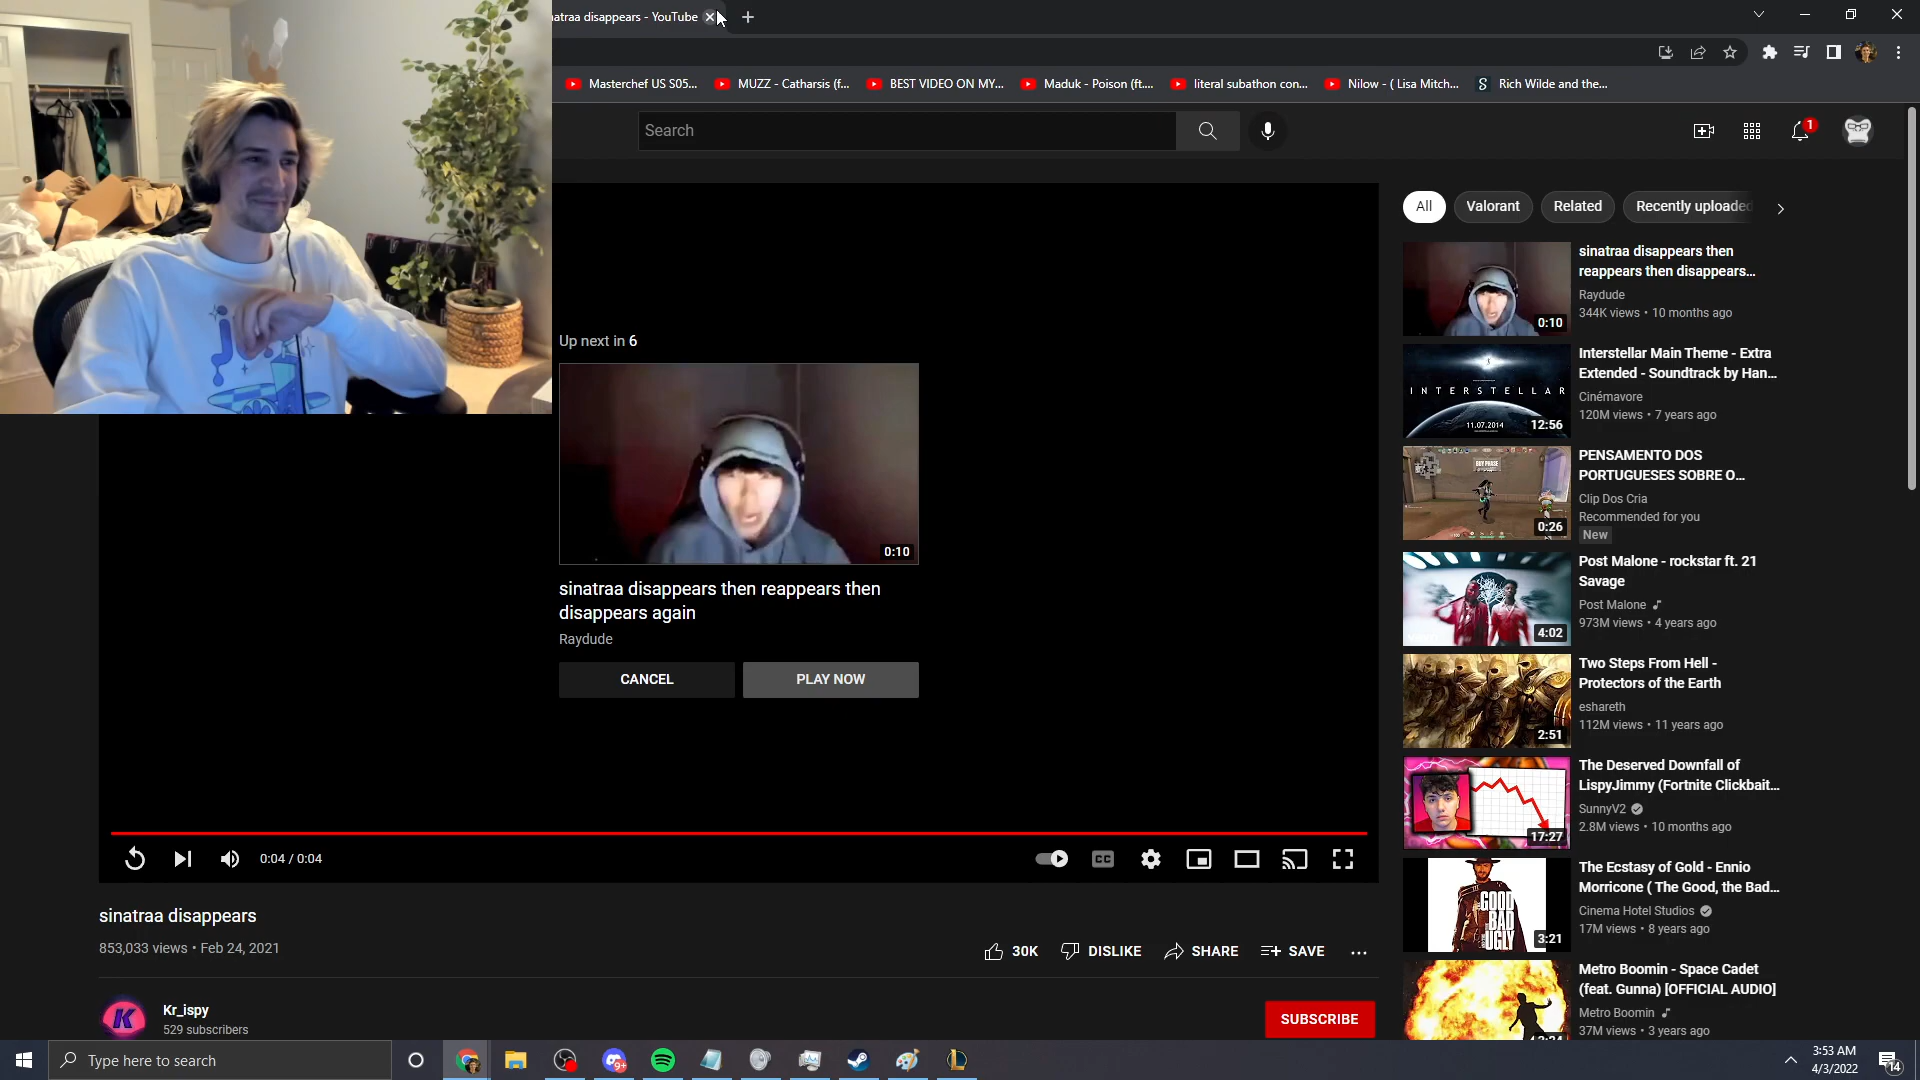 atraa disappears - YouTube
Masterchef US S05...
MUZZ - Catharsis (f...
BEST VIDEO ON MY...
Maduk - Poison (ft....
literal subathon con...
Nilow - ( Lisa Mitch...
Rich Wilde and the...
Search
1
All
Valorant
Related
Recently uploaded
Up next in 6
0:10
sinatraa disappears then reappears then
disappears again
Raydude
CANCEL
PLAY NOW
0:04 / 0:04
CC
sinatraa disappears
853,033 views • Feb 24, 2021
30K
DISLIKE
SHARE
SAVE
K
Kr_ispy
529 subscribers
SUBSCRIBE
0:10
sinatraa disappears then
reappears then disappears...
Raydude
344K views • 10 months ago
INTERSTELLAR
11.07.2014
12:56
Interstellar Main Theme - Extra
Extended - Soundtrack by Han...
Cinémavore
120M views • 7 years ago
BUY PHASE
0:26
PENSAMENTO DOS
PORTUGUESES SOBRE O...
Clip Dos Cria
Recommended for you
New
4:02
Post Malone - rockstar ft. 21
Savage
Post Malone
973M views • 4 years ago
2:51
Two Steps From Hell -
Protectors of the Earth
eshareth
112M views • 11 years ago
17:27
The Deserved Downfall of
LispyJimmy (Fortnite Clickbait...
SunnyV2
2.8M views • 10 months ago
GOOD
BAD
UGLY
3:21
The Ecstasy of Gold - Ennio
Morricone ( The Good, the Bad...
Cinema Hotel Studios
17M views • 8 years ago
Metro Boomin - Space Cadet
(feat. Gunna) [OFFICIAL AUDIO]
Metro Boomin
37M views • 3 years ago
Type here to search
9+
3:53 AM
4/3/2022
14